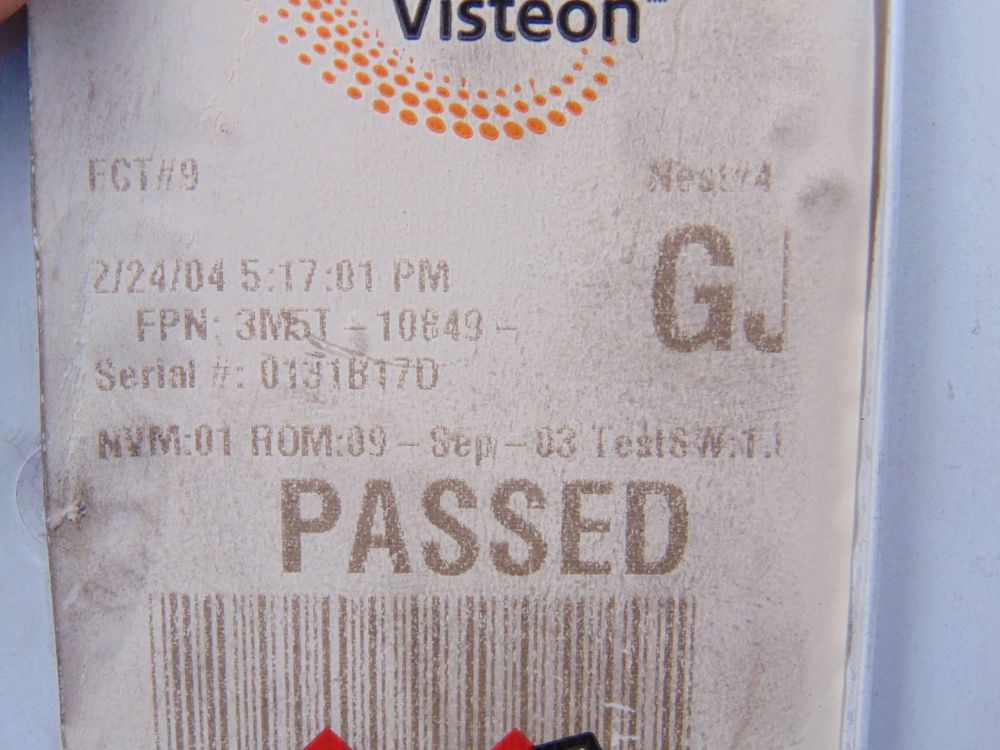 Visteon™
FCT#9 Nest#4
GJ
2/24/04 5:17:01 PM
FPN: 3M5T - 10849 -
Serial #: 0131B17D
NVM:01 ROM:09 - Sep - 03 TestSW:1.
PASSED